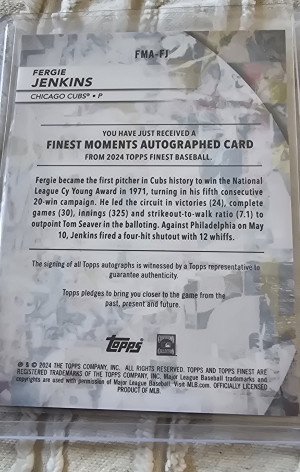 FMA-FJ
FERGIE
JENKINS
CHICAGO CUBS® • P
YOU HAVE JUST RECEIVED A
FINEST MOMENTS AUTOGRAPHED CARD
FROM 2024 TOPPS FINEST BASEBALL.
Fergie became the first pitcher in Cubs history to win the National
League Cy Young Award in 1971, turning in his fifth consecutive
20-win campaign. He led the circuit in victories (24), complete
games (30), innings (325) and strikeout-to-walk ratio (7.1) to
outpoint Tom Seaver in the balloting. Against Philadelphia on May
10, Jenkins fired a four-hit shutout with 12 whiffs.
The signing of all Topps autographs is witnessed by a Topps representative to
guarantee authenticity.
Topps pledges to bring you closer to the game from the
past, present and future.
Topps
® & © 2024 THE TOPPS COMPANY, INC. ALL RIGHTS RESERVED. TOPPS AND TOPPS FINEST ARE
REGISTERED TRADEMARKS OF THE TOPPS COMPANY, INC. Major League Baseball trademarks and
copyrights are used with permission of Major League Baseball. Visit MLB.com. OFFICIALLY LICENSED
PRODUCT OF MLB.